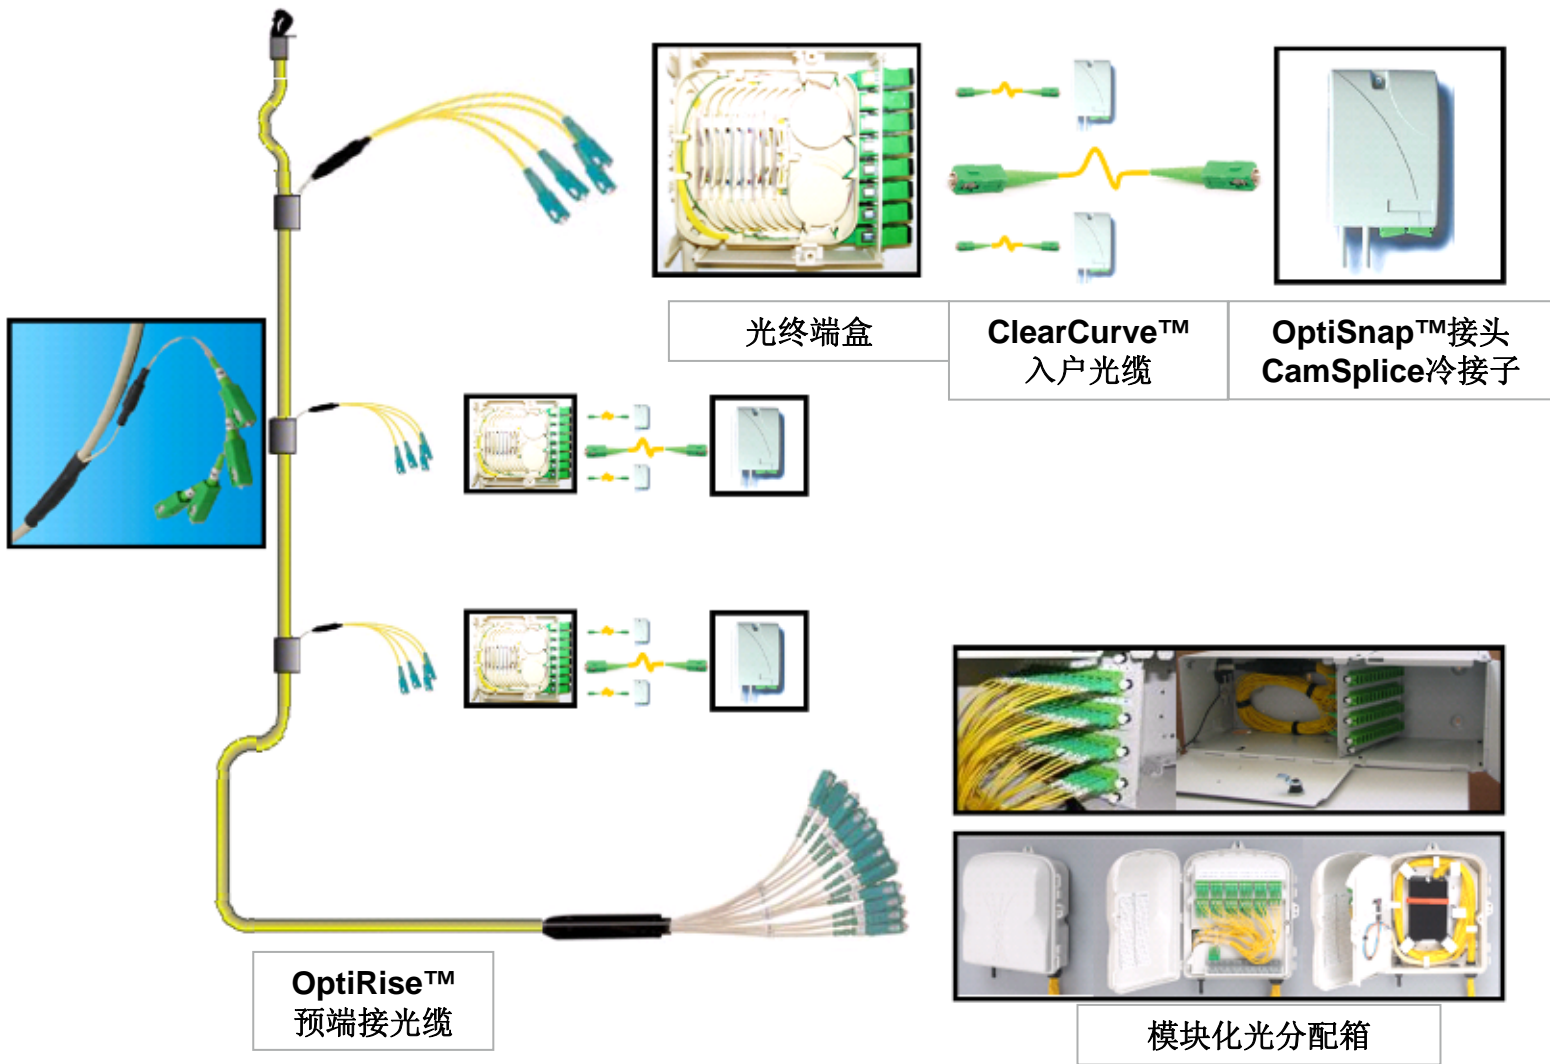 光终端盒
ClearCurve™
入户光缆
OptiSnap™接头
CamSplice冷接子
OptiRise™
预端接光缆
模块化光分配箱